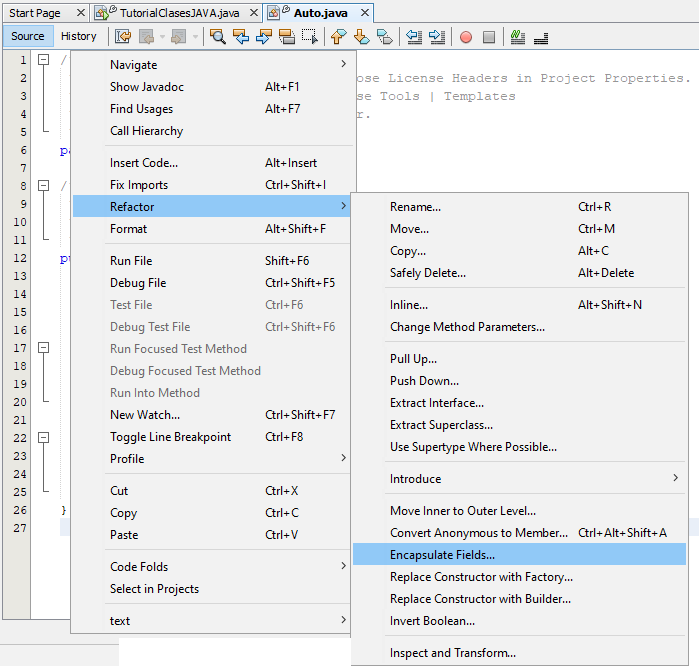 Start Page TutorialClasesJAVA.java Auto.java
Source History
1 /
2 ose License Headers in Project Properties.
3 se Tools | Templates
4 r.
5
6 pa
7
8 /
9
10
11
12 pu
13
14
15
16
17
18
19
20
21
22
23
24
25
26 }
27
Navigate
Show Javadoc Alt+F1
Find Usages Alt+F7
Call Hierarchy
Insert Code... Alt+Insert
Fix Imports Ctrl+Shift+I
Refactor
Format Alt+Shift+F
Run File Shift+F6
Debug File Ctrl+Shift+F5
Test File Ctrl+F6
Debug Test File Ctrl+Shift+F6
Run Focused Test Method
Debug Focused Test Method
Run Into Method
New Watch... Ctrl+Shift+F7
Toggle Line Breakpoint Ctrl+F8
Profile
Cut Ctrl+X
Copy Ctrl+C
Paste Ctrl+V
Code Folds
Select in Projects
text
Rename... Ctrl+R
Move... Ctrl+M
Copy... Alt+C
Safely Delete... Alt+Delete
Inline... Alt+Shift+N
Change Method Parameters...
Pull Up...
Push Down...
Extract Interface...
Extract Superclass...
Use Supertype Where Possible...
Introduce
Move Inner to Outer Level...
Convert Anonymous to Member... Ctrl+Alt+Shift+A
Encapsulate Fields...
Replace Constructor with Factory...
Replace Constructor with Builder...
Invert Boolean...
Inspect and Transform...